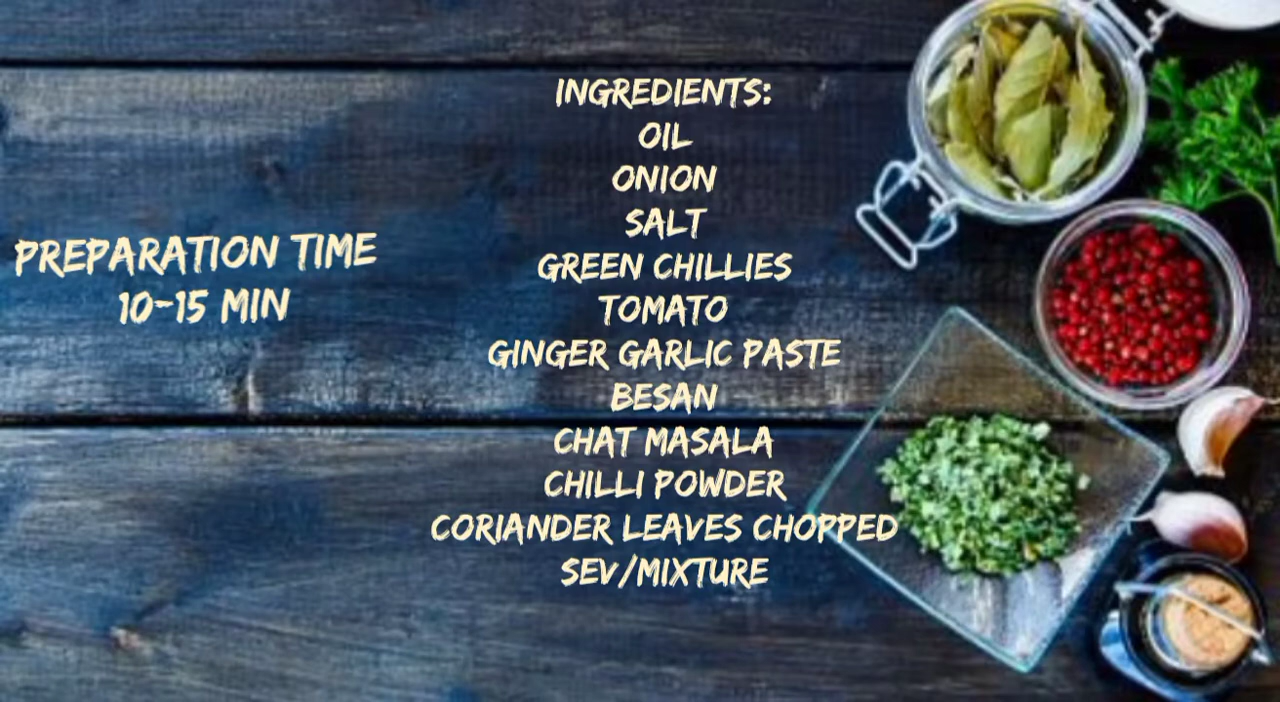 PREPARATION TIME
10-15 MIN
INGREDIENTS:
OIL
ONION
SALT
GREEN CHILLIES
TOMATO
GINGER GARLIC PASTE
BESAN
CHAT MASALA
CHILLI POWDER
CORIANDER LEAVES CHOPPED
SEV/MIXTURE